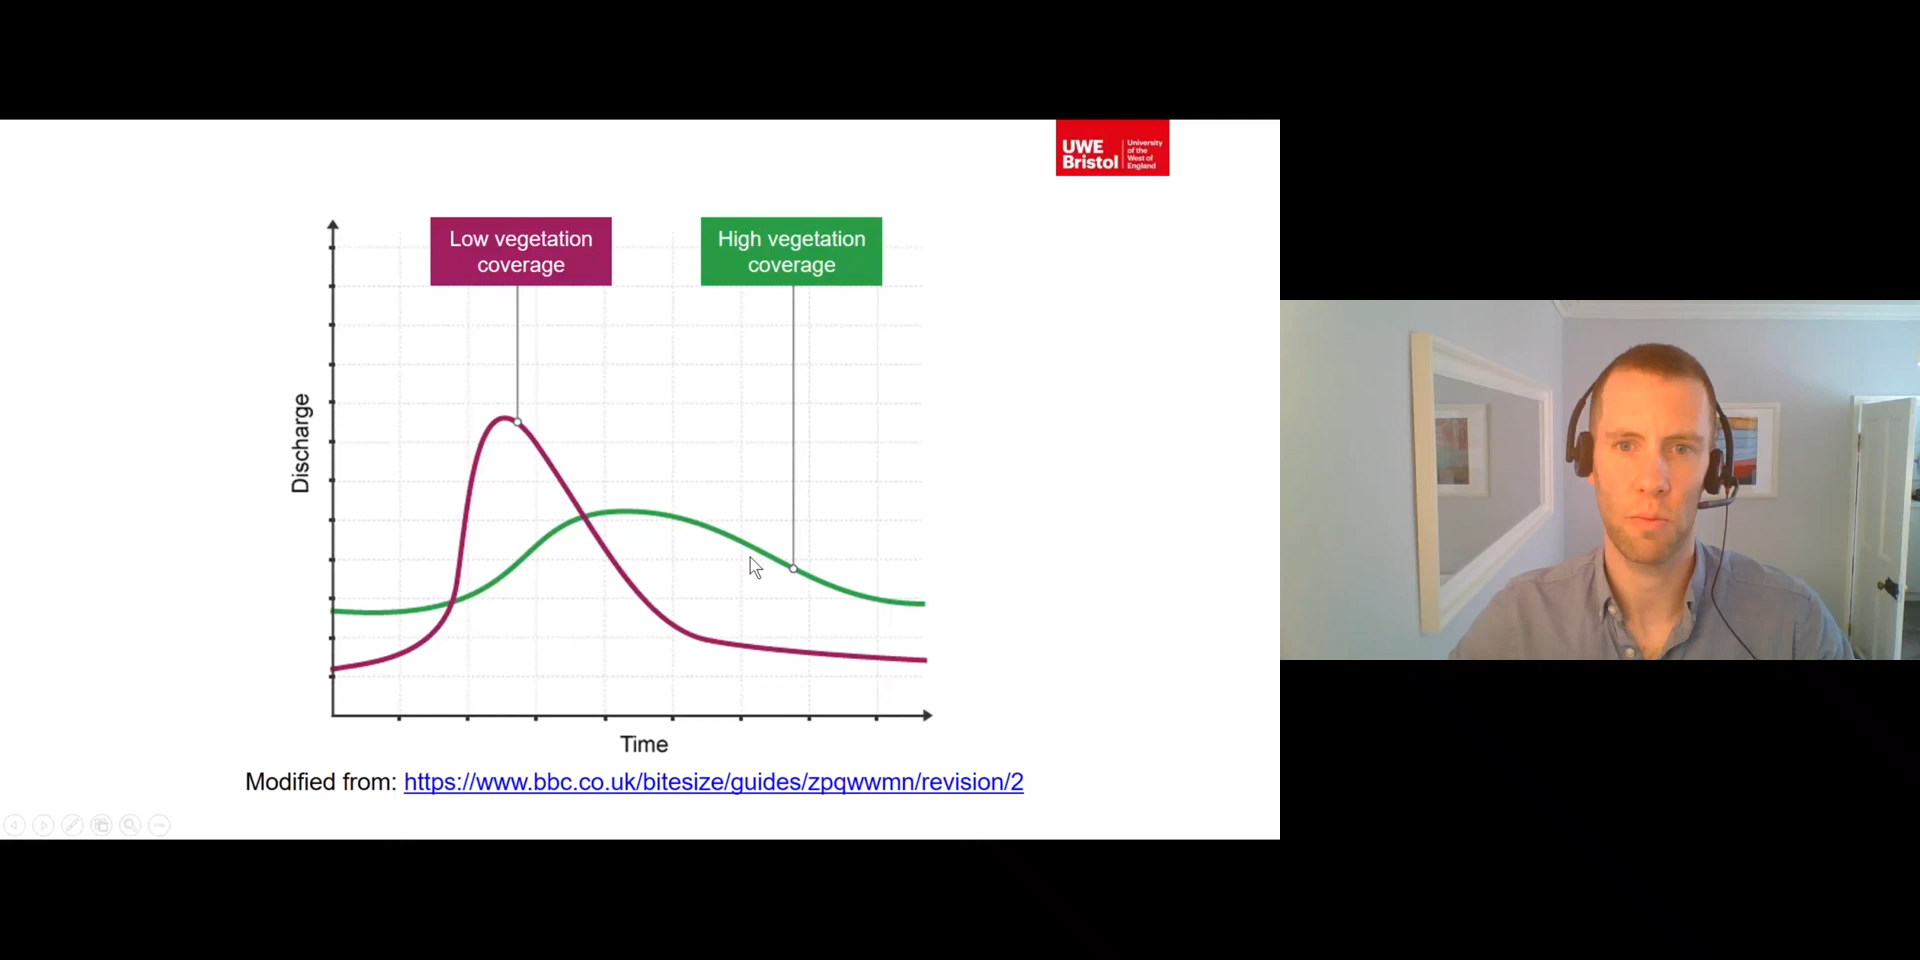 UWE
Bristol
University
of the
West of
England
Low vegetation
coverage
High vegetation
coverage
Discharge
Time
Modified from: https://www.bbc.co.uk/bitesize/guides/zpqwwmn/revision/2